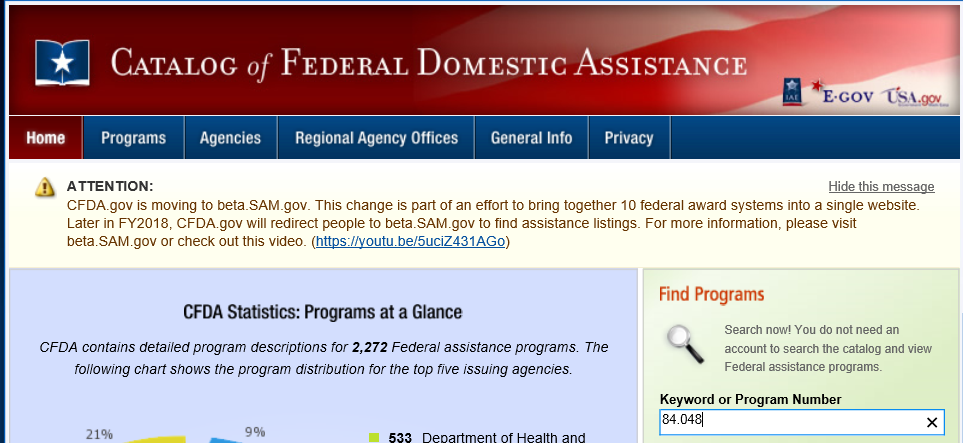 CATALOG of FEDERAL DOMESTIC ASSISTANCE
IAE E-GOV USA.gov
Home Programs Agencies Regional Agency Offices General Info Privacy
ATTENTION: Hide this message
CFDA.gov is moving to beta.SAM.gov. This change is part of an effort to bring together 10 federal award systems into a single website.
Later in FY2018, CFDA.gov will redirect people to beta.SAM.gov to find assistance listings. For more information, please visit
beta.SAM.gov or check out this video. (https://youtu.be/5uciZ431AGo)
CFDA Statistics: Programs at a Glance
CFDA contains detailed program descriptions for 2,272 Federal assistance programs. The
following chart shows the program distribution for the top five issuing agencies.
21%
9%
533 Department of Health and
Find Programs
Search now! You do not need an
account to search the catalog and view
Federal assistance programs.
Keyword or Program Number
84.048